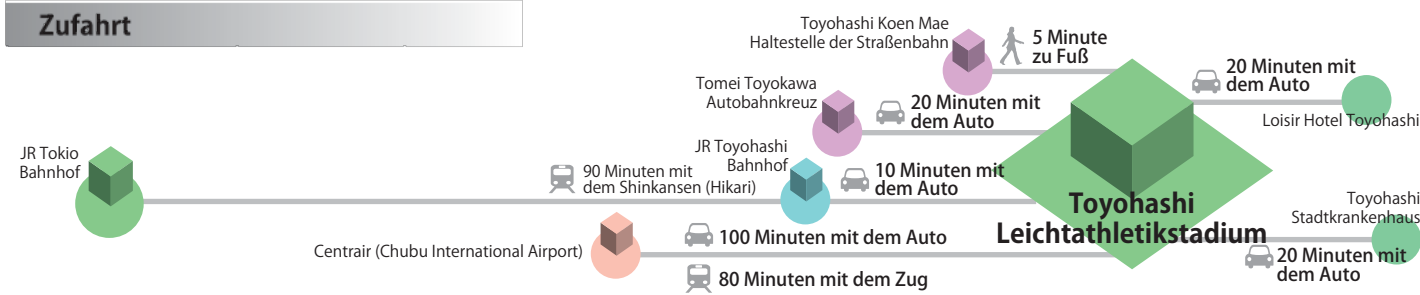 Zufahrt
Toyohashi Koen Mae
Haltestelle der Straßenbahn
5 Minute
zu Fuß
Tomei Toyokawa
Autobahnkreuz
20 Minuten mit
dem Auto
20 Minuten mit
dem Auto
Loisir Hotel Toyohashi
JR Tokio
Bahnhof
90 Minuten mit
dem Shinkansen (Hikari)
JR Toyohashi
Bahnhof
10 Minuten mit
dem Auto
Toyohashi
Leichtathletikstadium
Toyohashi
Stadtkrankenhaus
20 Minuten mit
dem Auto
Centrair (Chubu International Airport)
100 Minuten mit dem Auto
80 Minuten mit dem Zug